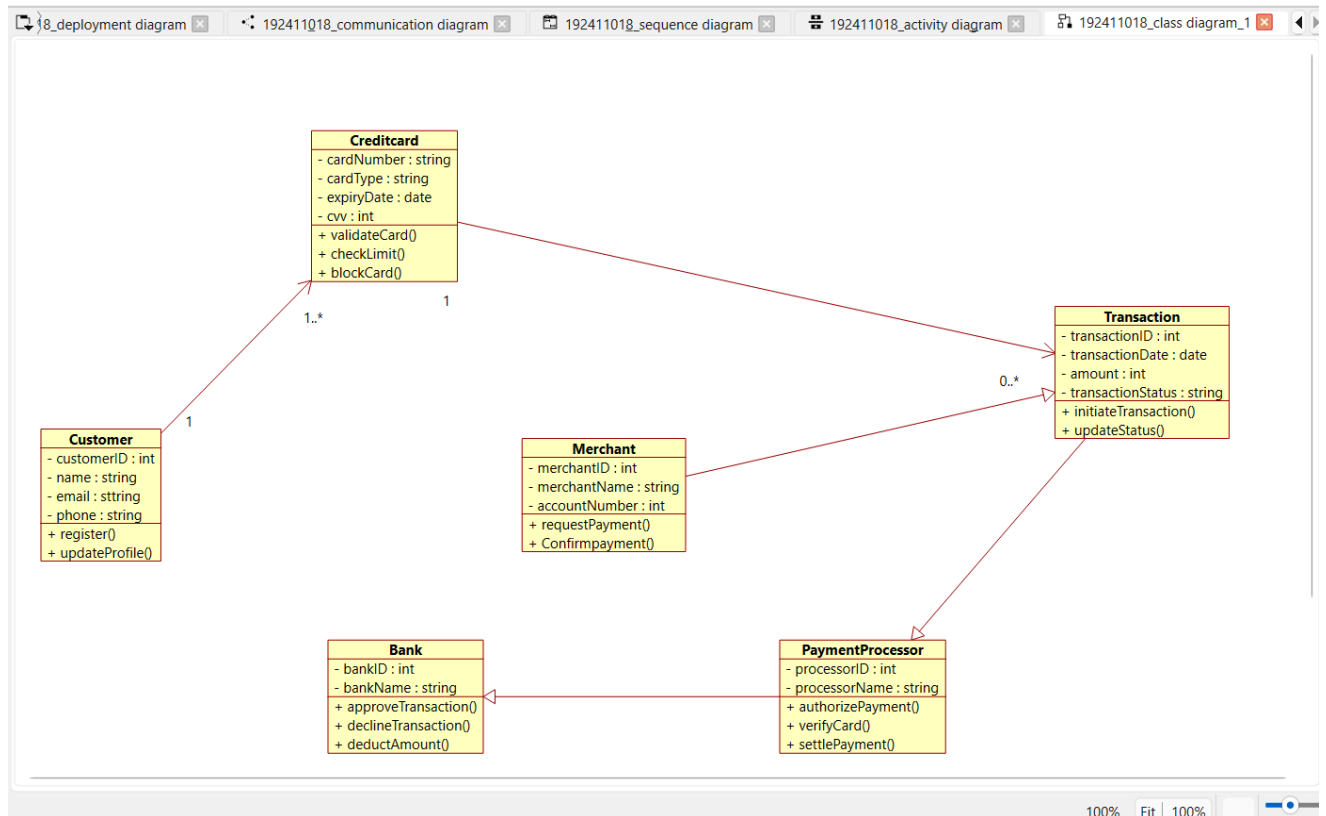 18_deployment diagram
192411018_communication diagram
192411018_sequence diagram
192411018_activity diagram
192411018_class diagram_1
Creditcard
- cardNumber : string
- cardType : string
- expiryDate : date
- cvv : int
+ validateCard()
+ checkLimit()
+ blockCard()
1
1..*
Transaction
- transactionID : int
- transactionDate : date
- amount : int
- transactionStatus : string
+ initiateTransaction()
+ updateStatus()
0..*
1
Customer
- customerID : int
- name : string
- email : sttring
- phone : string
+ register()
+ updateProfile()
Merchant
- merchantID : int
- merchantName : string
- accountNumber : int
+ requestPayment()
+ Confirmpayment()
Bank
- bankID : int
- bankName : string
+ approveTransaction()
+ declineTransaction()
+ deductAmount()
PaymentProcessor
- processorID : int
- processorName : string
+ authorizePayment()
+ verifyCard()
+ settlePayment()
100% Fit 100%